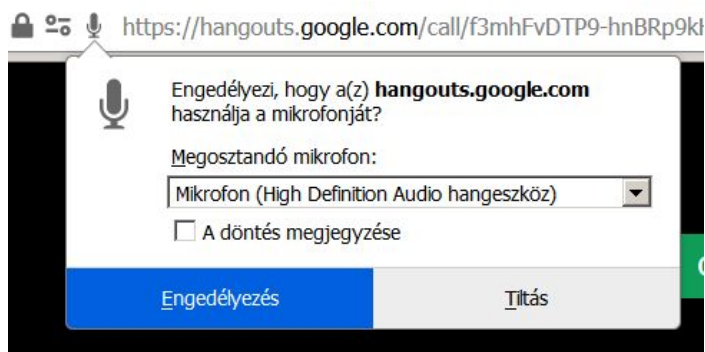 https://hangouts.google.com/call/f3mhFvDTP9-hnBRp9k
Engedélyezi, hogy a(z) hangouts.google.com
használja a mikrofonját?
Megosztandó mikrofon:
Mikrofon (High Definition Audio hangeszköz)
A döntés megjegyzése
Engedélyezés
Tiltás